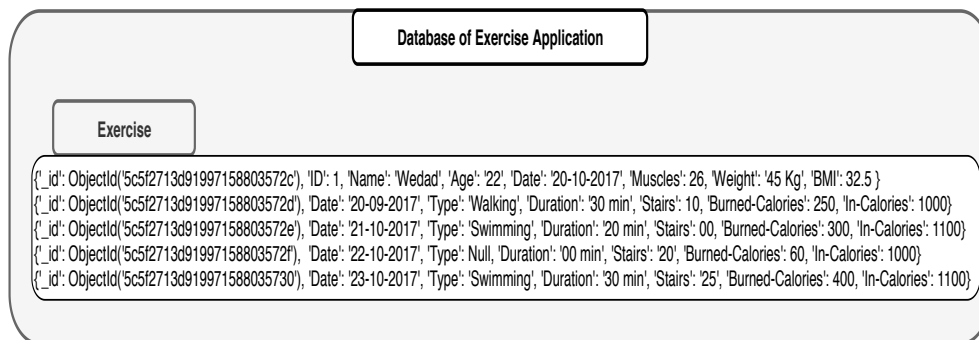 Database of Exercise Application
Exercise
{'_id': ObjectId('5c5f2713d91997158803572c'), 'ID': 1, 'Name': 'Wedad', 'Age': '22', 'Date': '20-10-2017', 'Muscles': 26, 'Weight': '45 Kg', 'BMI': 32.5 }
{'_id': ObjectId('5c5f2713d91997158803572d'), 'Date': '20-09-2017', 'Type': 'Walking', 'Duration': '30 min', 'Stairs': 10, 'Burned-Calories': 250, 'In-Calories': 1000}
{'_id': ObjectId('5c5f2713d91997158803572e'), 'Date': '21-10-2017', 'Type': 'Swimming', 'Duration': '20 min', 'Stairs': 00, 'Burned-Calories': 300, 'In-Calories': 1100}
{'_id': ObjectId('5c5f2713d91997158803572f'), 'Date': '22-10-2017', 'Type': Null, 'Duration': '00 min', 'Stairs': '20', 'Burned-Calories': 60, 'In-Calories': 1000}
{'_id': ObjectId('5c5f2713d919971588035730'), 'Date': '23-10-2017', 'Type': 'Swimming', 'Duration': '30 min', 'Stairs': '25', 'Burned-Calories': 400, 'In-Calories': 1100}